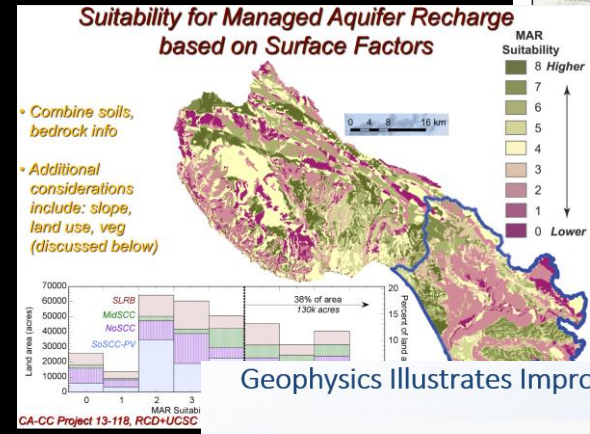 Suitability for Managed Aquifer Recharge
based on Surface Factors
MAR
Suitability
8 Higher
7
6
5
4
3
2
1
0 Lower
• Combine soils,
bedrock info
• Additional
considerations
include: slope,
land use, veg
(discussed below)
0 4 8 16 km
70000
60000
50000
40000
30000
20000
10000
0
Land area (acres)
SLRB
MidSCC
NoSCC
SoSCC-PV
38% of area
130k acres
20
15
10
Percent of land a
0 1 2 3
MAR Suitabi
CA-CC Project 13-118, RCD+UCSC
Geophysics Illustrates Impro